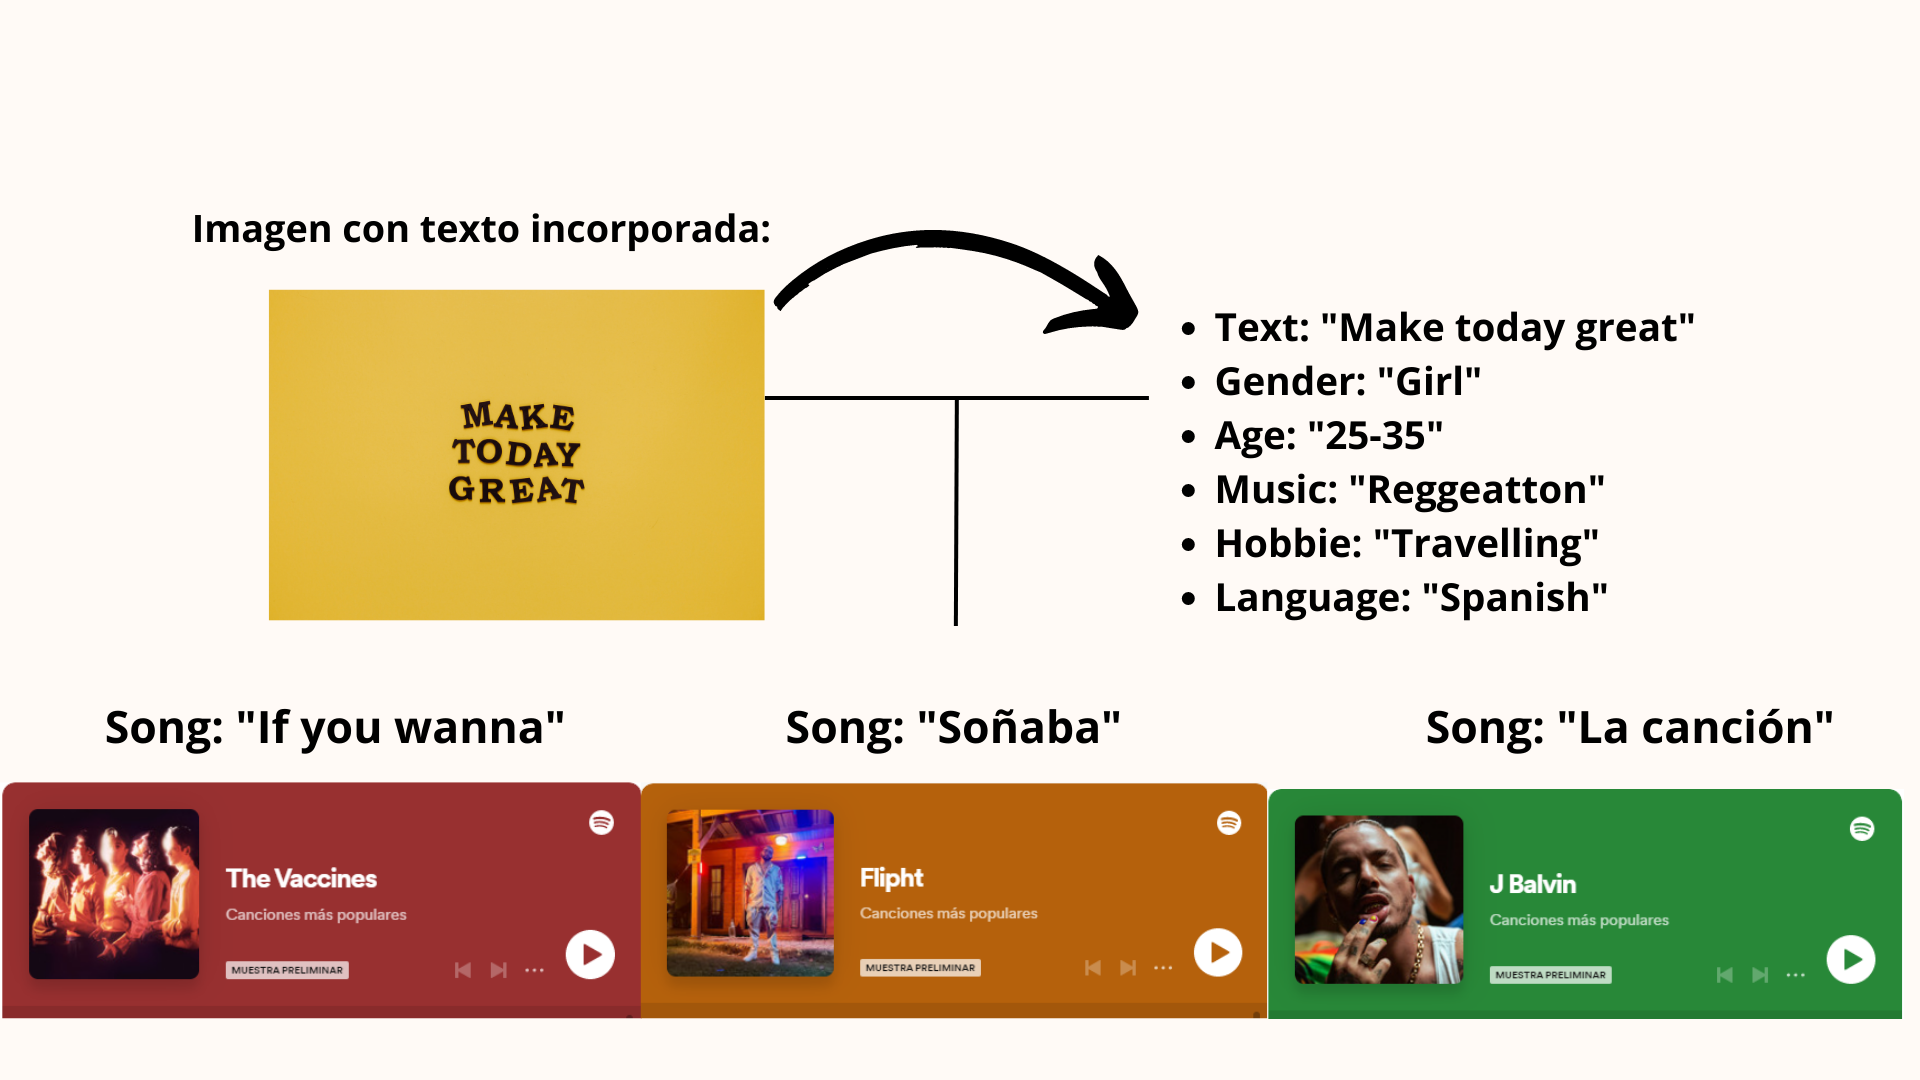 Imagen con texto incorporada:
MAKE
TODAY
GREAT
• Text: "Make today great"
• Gender: "Girl"
• Age: "25-35"
• Music: "Reggeatton"
• Hobbie: "Travelling"
• Language: "Spanish"
Song: "If you wanna"
The Vaccines
Canciones más populares
MUESTRA PRELIMINAR
Song: "Soñaba"
Flipht
Canciones más populares
MUESTRA PRELIMINAR
Song: "La canción"
J Balvin
Canciones más populares
MUESTRA PRELIMINAR